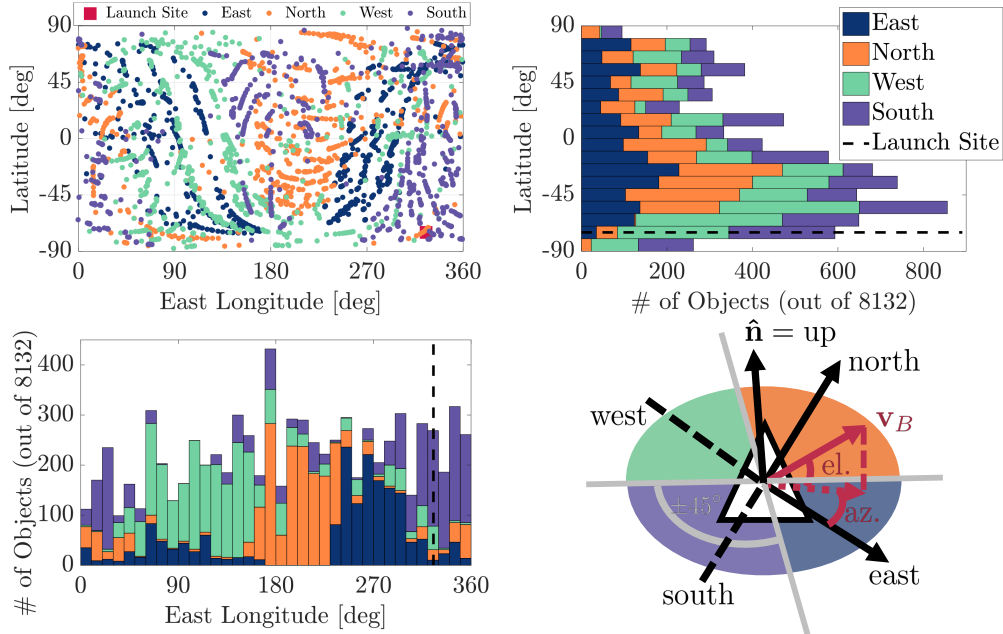 Launch Site East North West South
90
45
0
-45
-90
Latitude [deg]
0 90 180 270 360
East Longitude [deg]
90
45
0
-45
-90
Latitude [deg]
East
North
West
South
Launch Site
0 200 400 600 800
# of Objects (out of 8132)
400
300
200
100
0
# of Objects (out of 8132)
0 90 180 270 360
East Longitude [deg]
n̂ = up
north
west
v_B
el.
±45°
az.
east
south